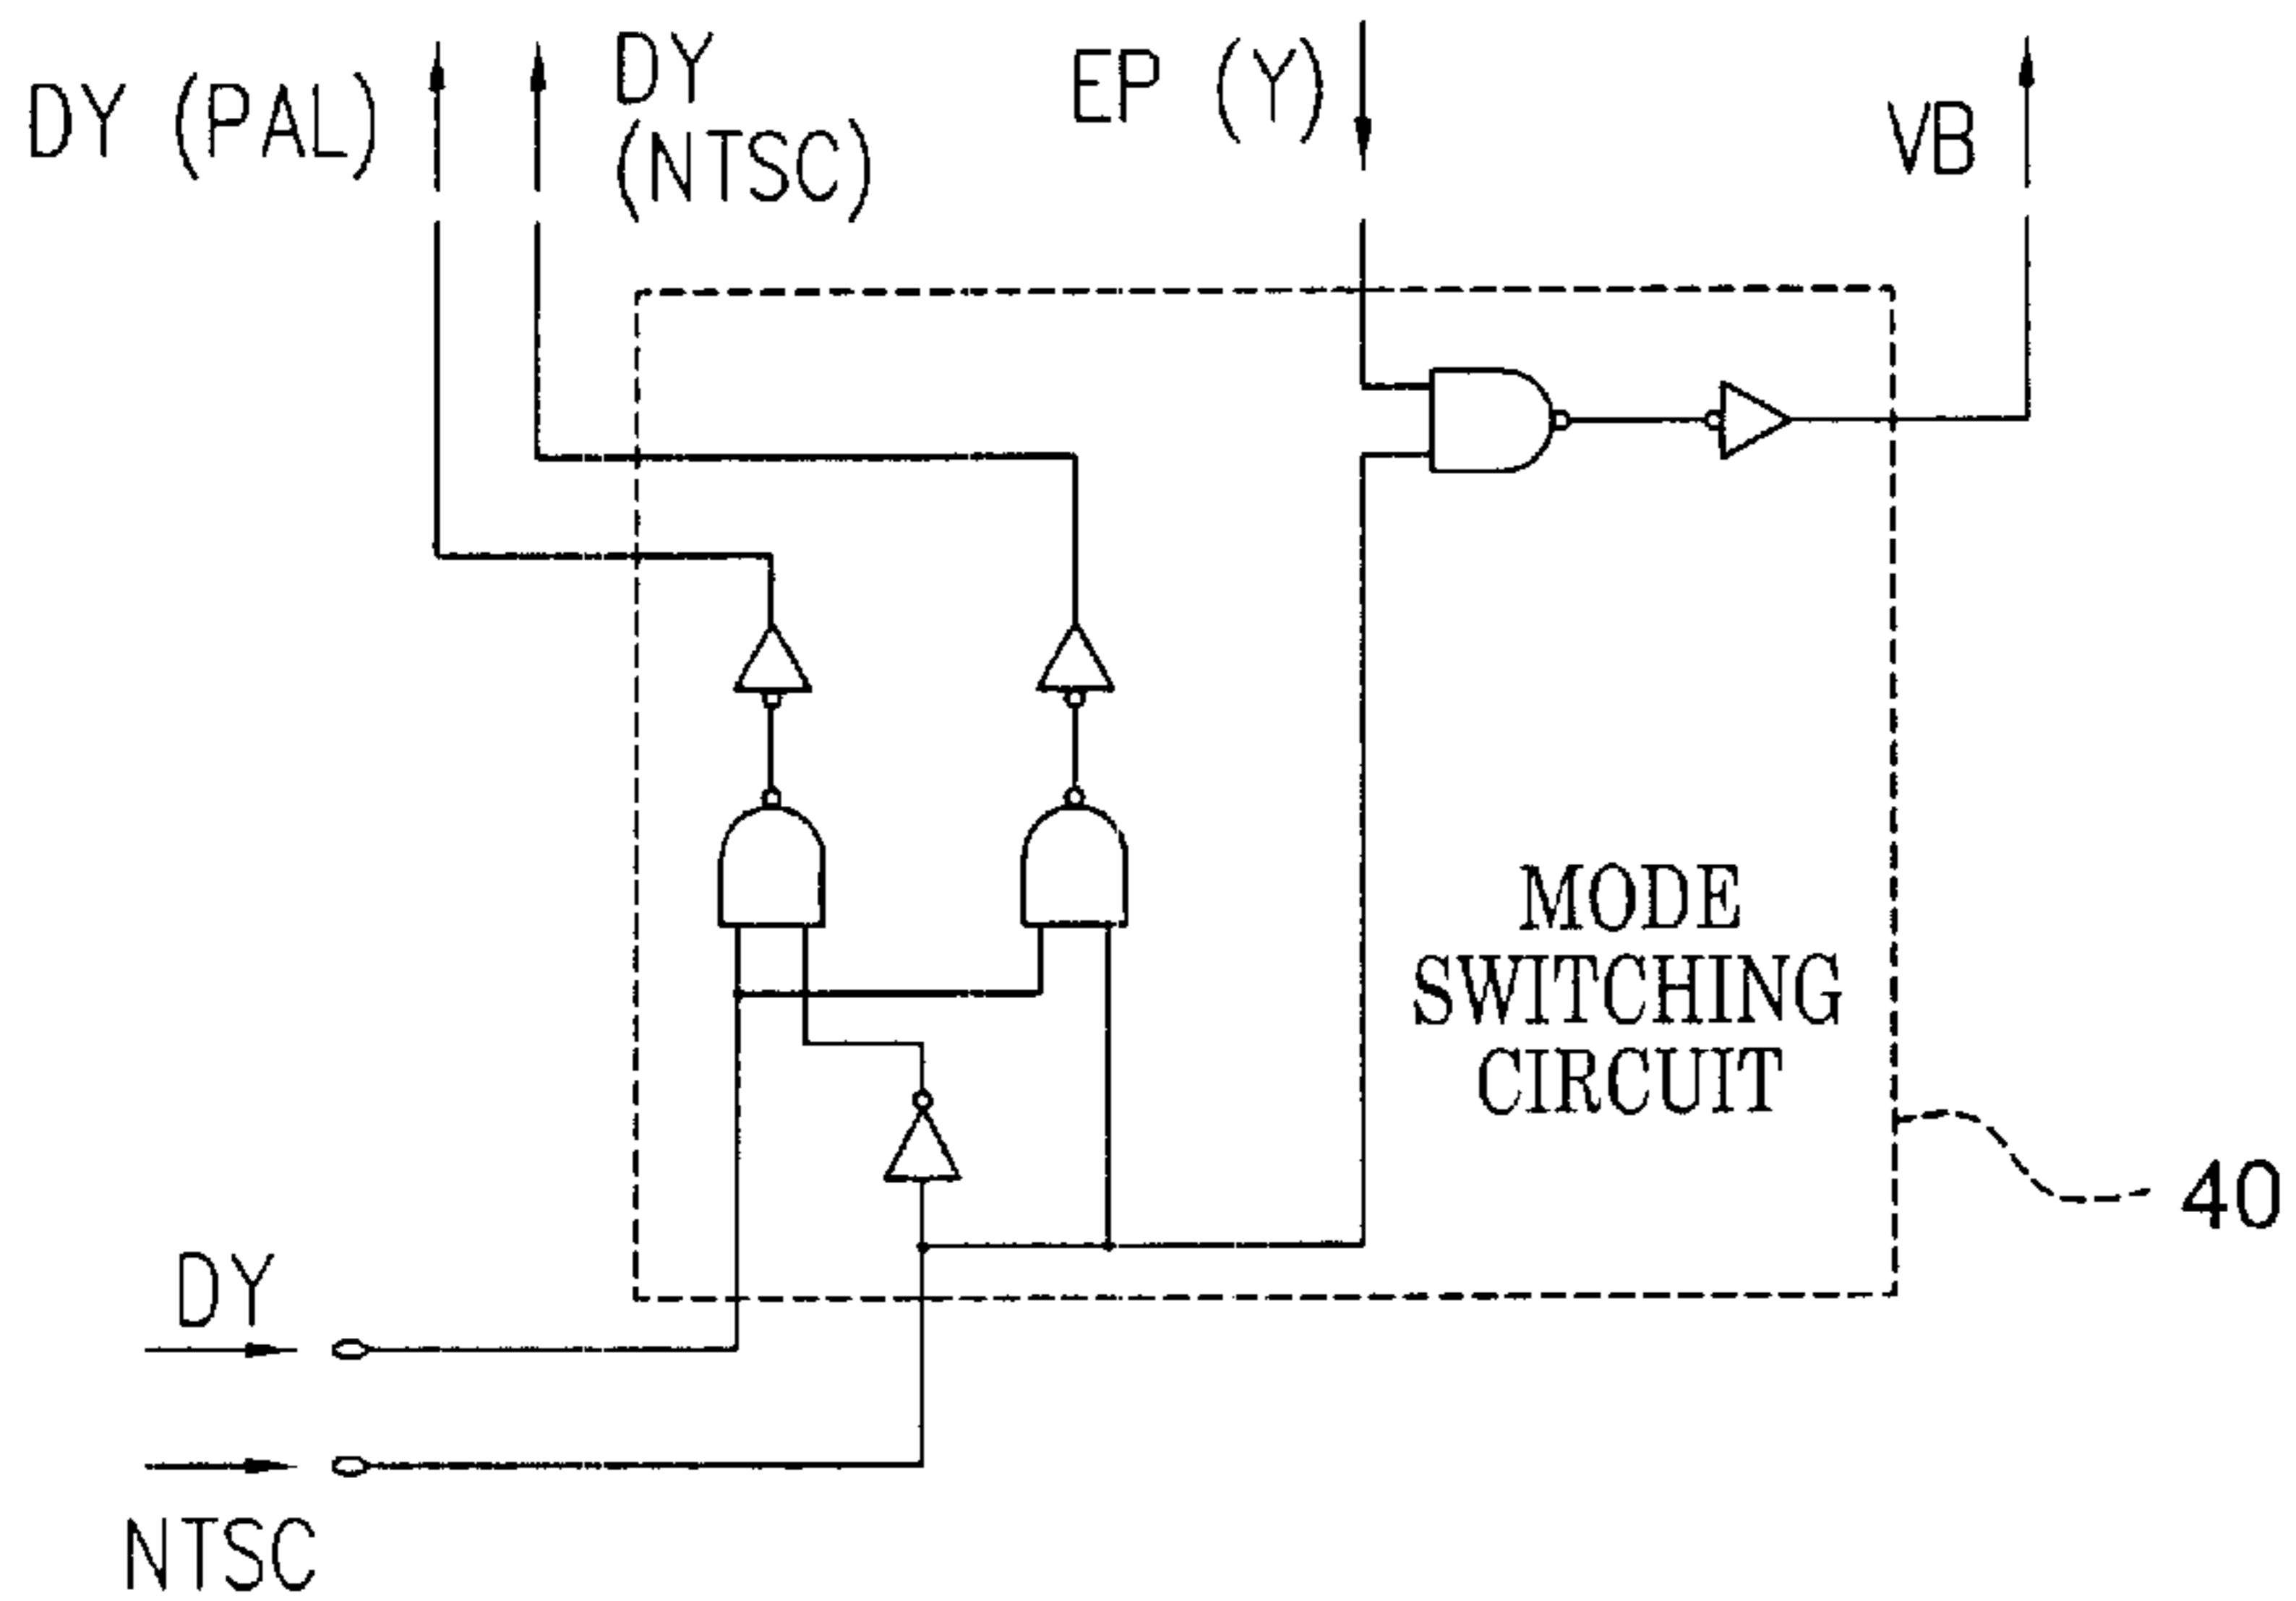 DY (PAL)
DY
(NTSC)
EP (Y)
VB
MODE
SWITCHING
CIRCUIT
40
DY
NTSC